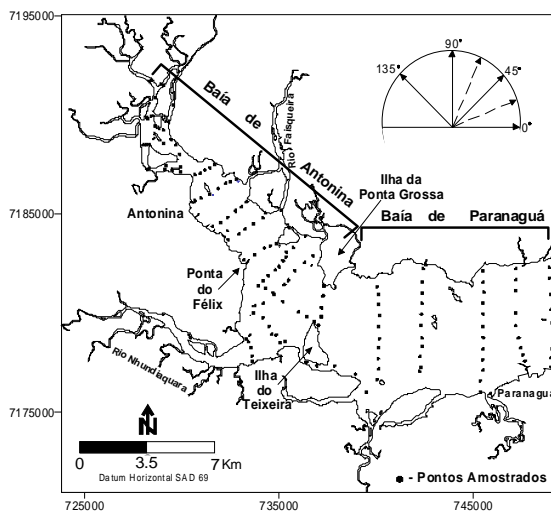 7195000
90°
135°
45°
0°
Baía de Antonina
Rio Faisqueira
Ilha da
Ponta Grossa
7185000
Antonina
Baía de Paranaguá
Ponta
do
Félix
Rio Nhundiaquara
Ilha
do
Teixeira
Paranagua
7175000
N
0 3.5 7 Km
Datum Horizontal SAD 69
- Pontos Amostrados
725000 735000 745000